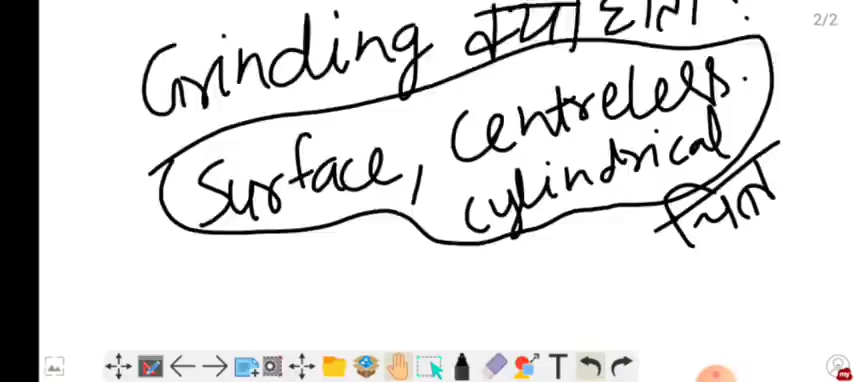 2/2
Grinding क्या होता
Surface, Centreless.
cylindrical
T